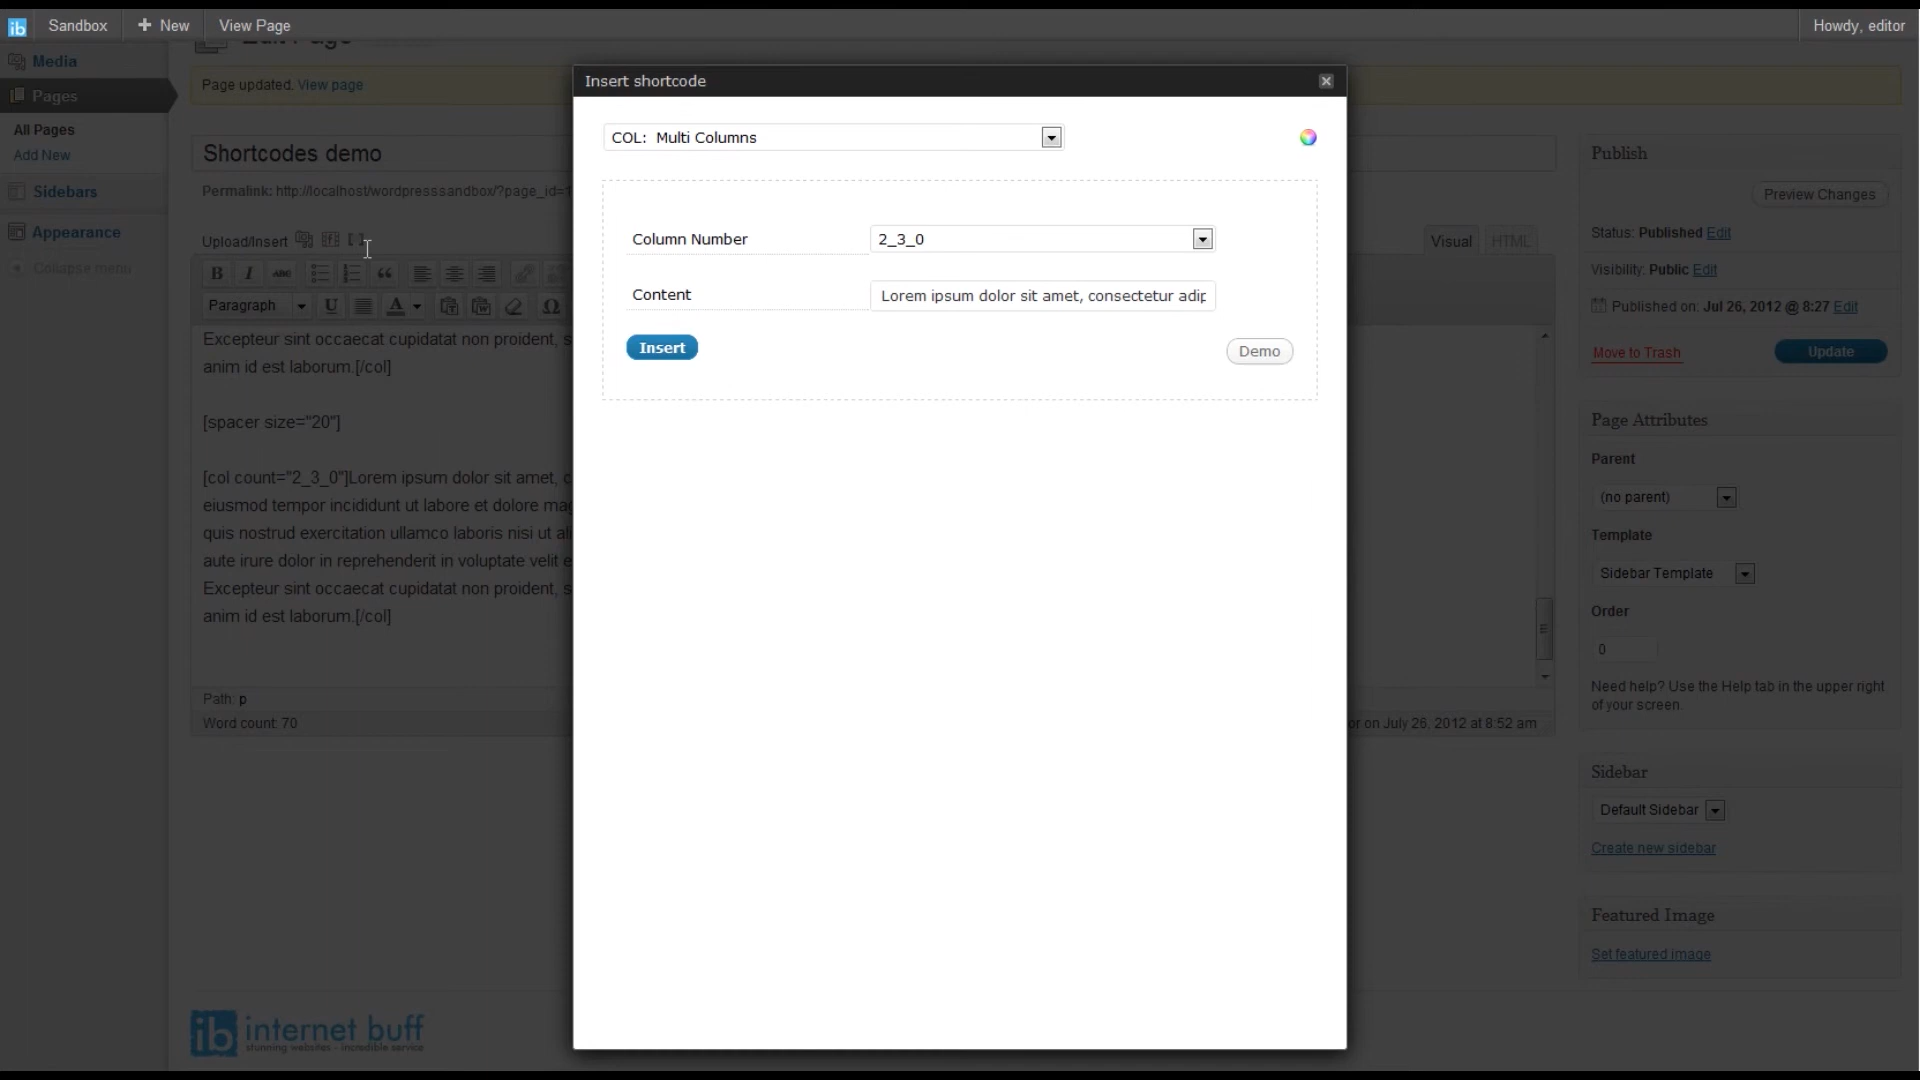 Sandbox
New
View Page
Howdy, editor
Edit Page
Media
Page updated. View page
Pages
All Pages
Add New
Sidebars
Appearance
Collapse menu
Shortcodes demo
Permalink: http://localhost/wordpresssandbox/?page_id=1
Upload/Insert
Visual
HTML
B I ABC
Paragraph
U
A
Ω
Excepteur sint occaecat cupidatat non proident, s
anim id est laborum.[/col]
[spacer size="20"]
[col count="2_3_0"]Lorem ipsum dolor sit amet, c
eiusmod tempor incididunt ut labore et dolore mag
quis nostrud exercitation ullamco laboris nisi ut ali
aute irure dolor in reprehenderit in voluptate velit e
Excepteur sint occaecat cupidatat non proident, s
anim id est laborum.[/col]
Path: p
Word count: 70
or on July 26, 2012 at 8:52 am
Insert shortcode
COL: Multi Columns
Column Number
2_3_0
Content
Lorem ipsum dolor sit amet, consectetur adip
Insert
Demo
Publish
Preview Changes
Status: Published Edit
Visibility: Public Edit
Published on: Jul 26, 2012 @ 8:27 Edit
Move to Trash
Update
Page Attributes
Parent
(no parent)
Template
Sidebar Template
Order
0
Need help? Use the Help tab in the upper right
of your screen.
Sidebar
Default Sidebar
Create new sidebar
Featured Image
Set featured image
ib internet buff
stunning websites - incredible service